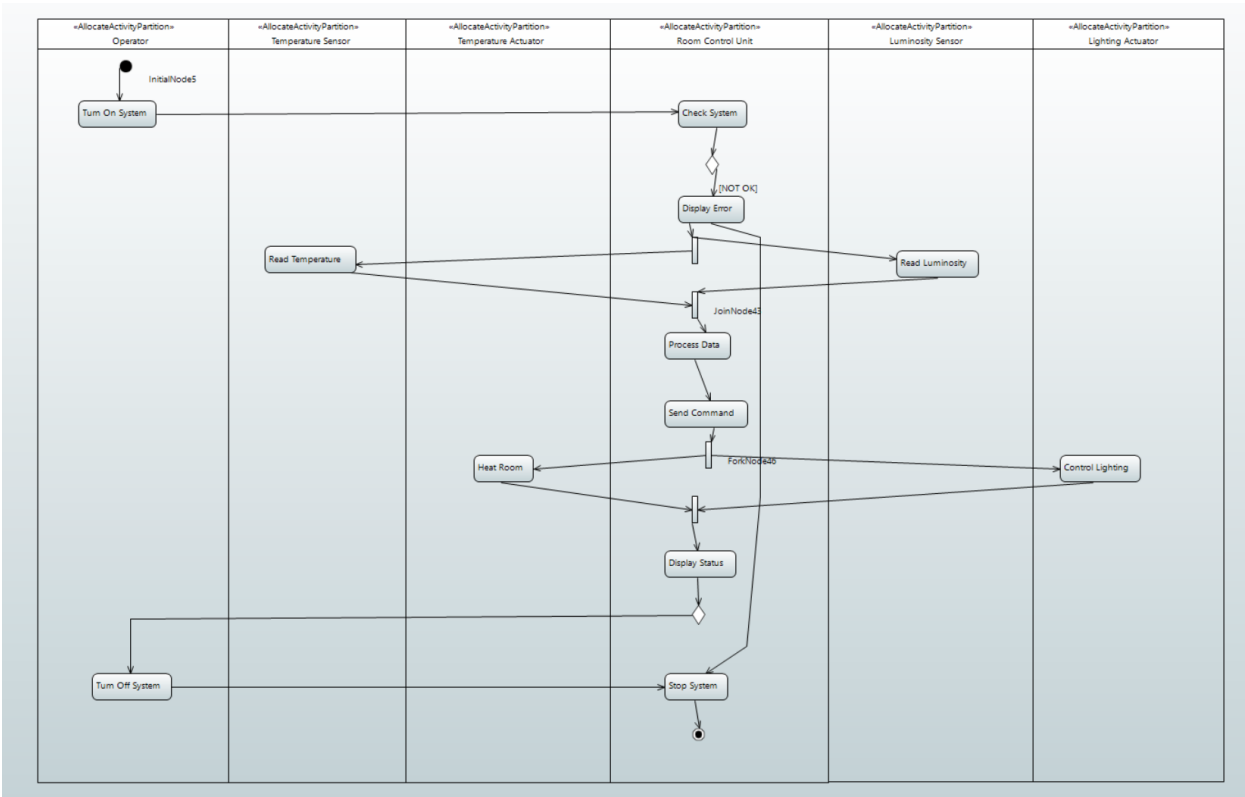 «AllocateActivityPartition»
Operator
«AllocateActivityPartition»
Temperature Sensor
«AllocateActivityPartition»
Temperature Actuator
«AllocateActivityPartition»
Room Control Unit
«AllocateActivityPartition»
Luminosity Sensor
«AllocateActivityPartition»
Lighting Actuator
InitialNode5
Turn On System
Check System
[NOT OK]
Display Error
Read Temperature
Read Luminosity
JoinNode43
Process Data
Send Command
ForkNode46
Heat Room
Control Lighting
Display Status
Turn Off System
Stop System